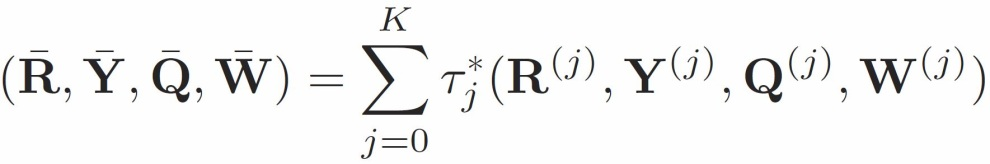 (R̄, Ȳ, Q̄, W̄) = ∑_{j=0}^{K} τ_j^*(R^{(j)}, Y^{(j)}, Q^{(j)}, W^{(j)})